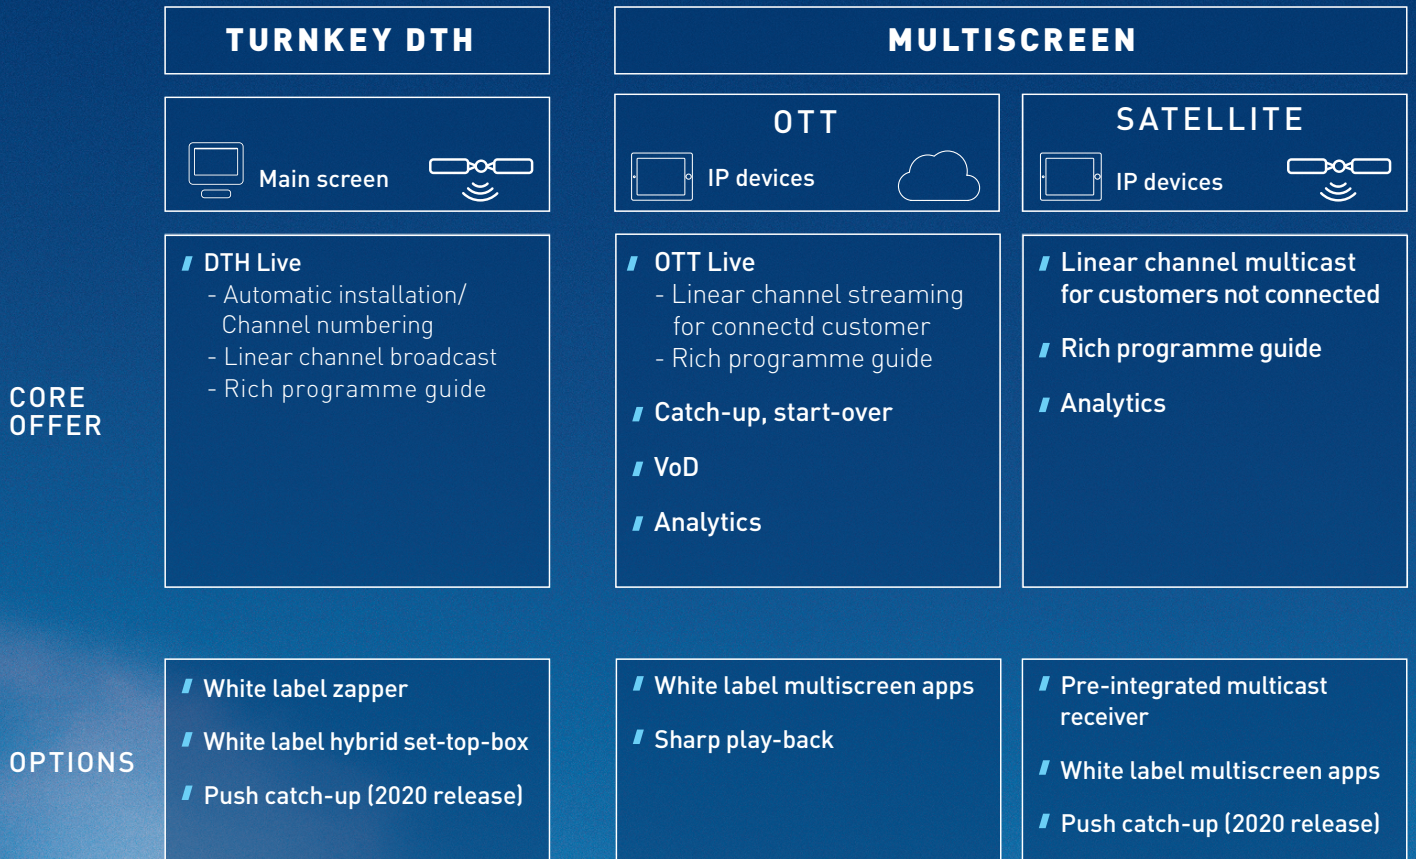 TURNKEY DTH
MULTISCREEN
Main screen
OTT
IP devices
SATELLITE
IP devices
CORE
OFFER
DTH Live
- Automatic installation/
Channel numbering
- Linear channel broadcast
- Rich programme guide
OTT Live
- Linear channel streaming
for connectd customer
- Rich programme guide
Catch-up, start-over
VoD
Analytics
Linear channel multicast
for customers not connected
Rich programme guide
Analytics
OPTIONS
White label zapper
White label hybrid set-top-box
Push catch-up (2020 release)
White label multiscreen apps
Sharp play-back
Pre-integrated multicast
receiver
White label multiscreen apps
Push catch-up (2020 release)